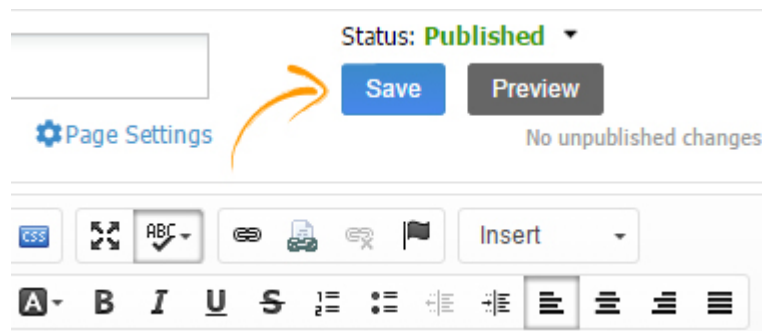 Status: Published
Save Preview
Page Settings
No unpublished changes
css ABC Insert
A B I U S